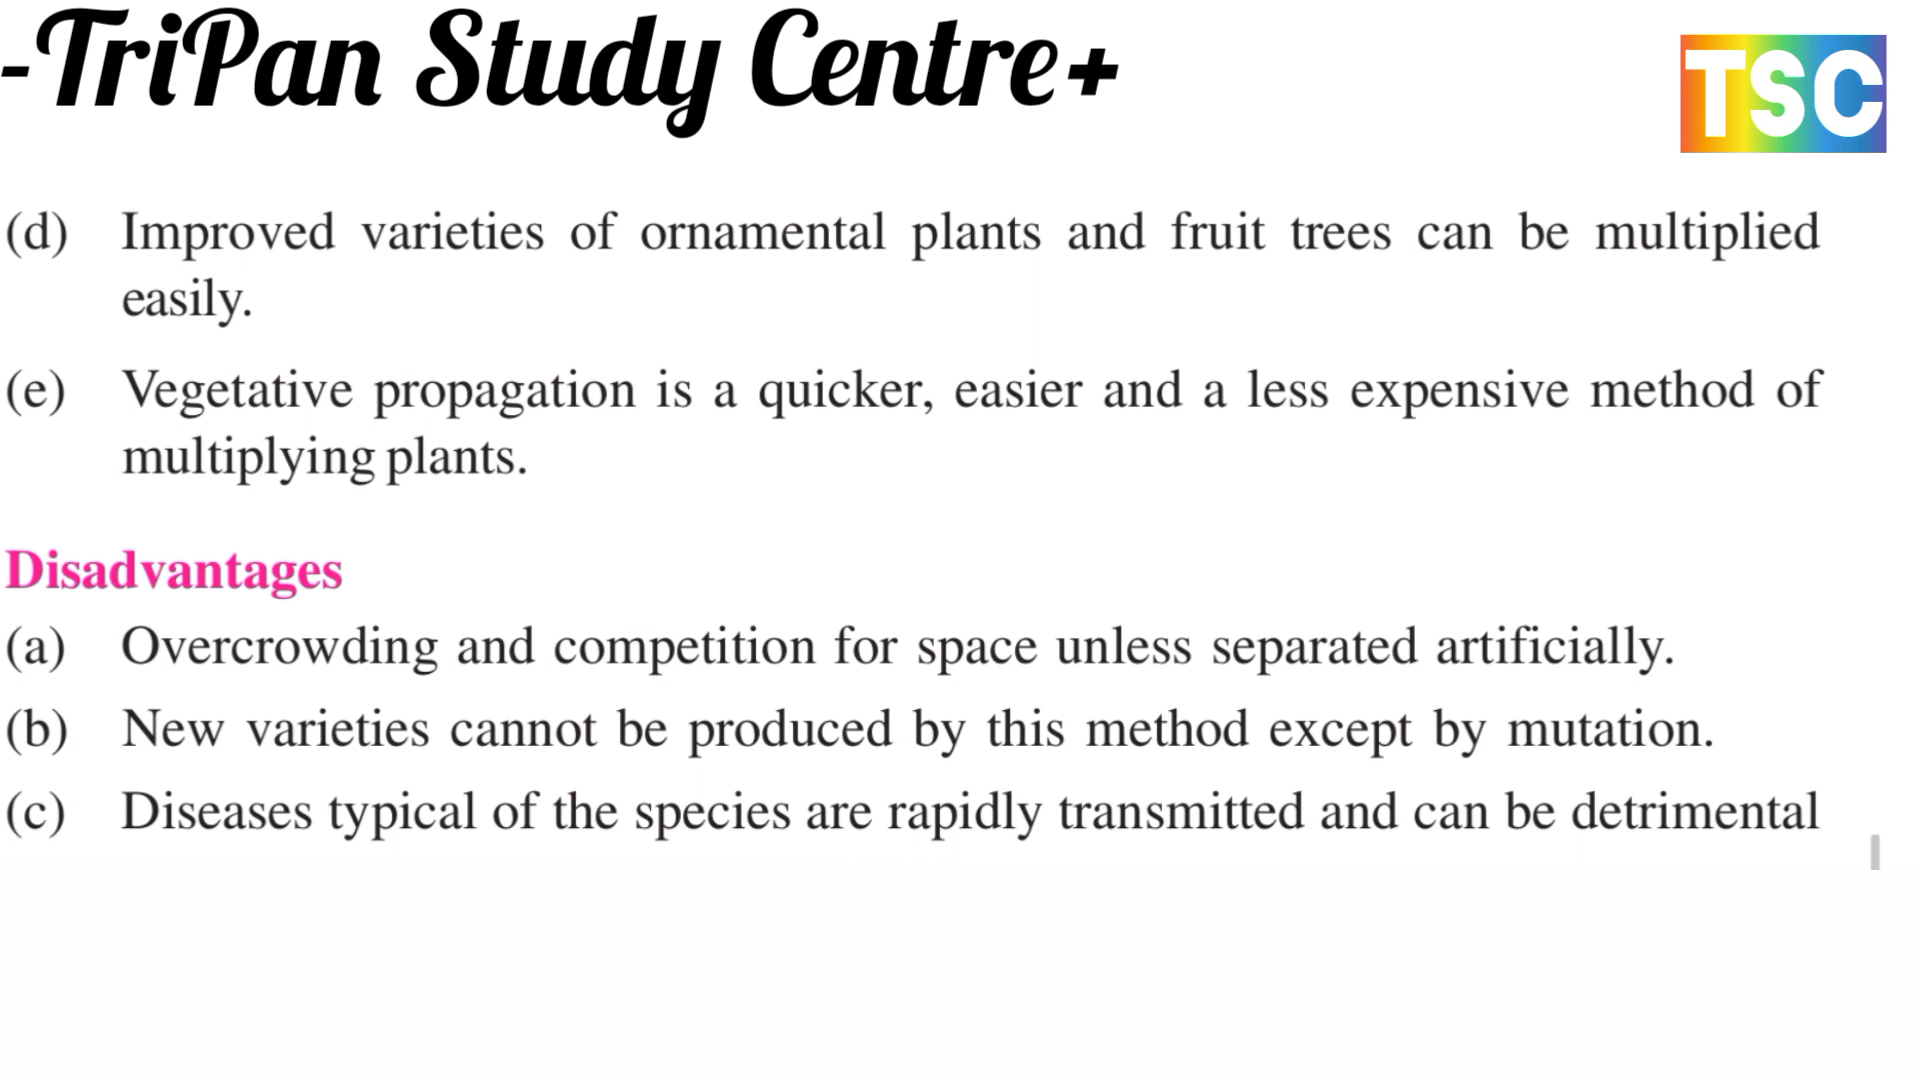 -TriPan Study Centre+
TSC
(d) Improved varieties of ornamental plants and fruit trees can be multiplied
easily.
(e) Vegetative propagation is a quicker, easier and a less expensive method of
multiplying plants.
Disadvantages
(a) Overcrowding and competition for space unless separated artificially.
(b) New varieties cannot be produced by this method except by mutation.
(c) Diseases typical of the species are rapidly transmitted and can be detrimental